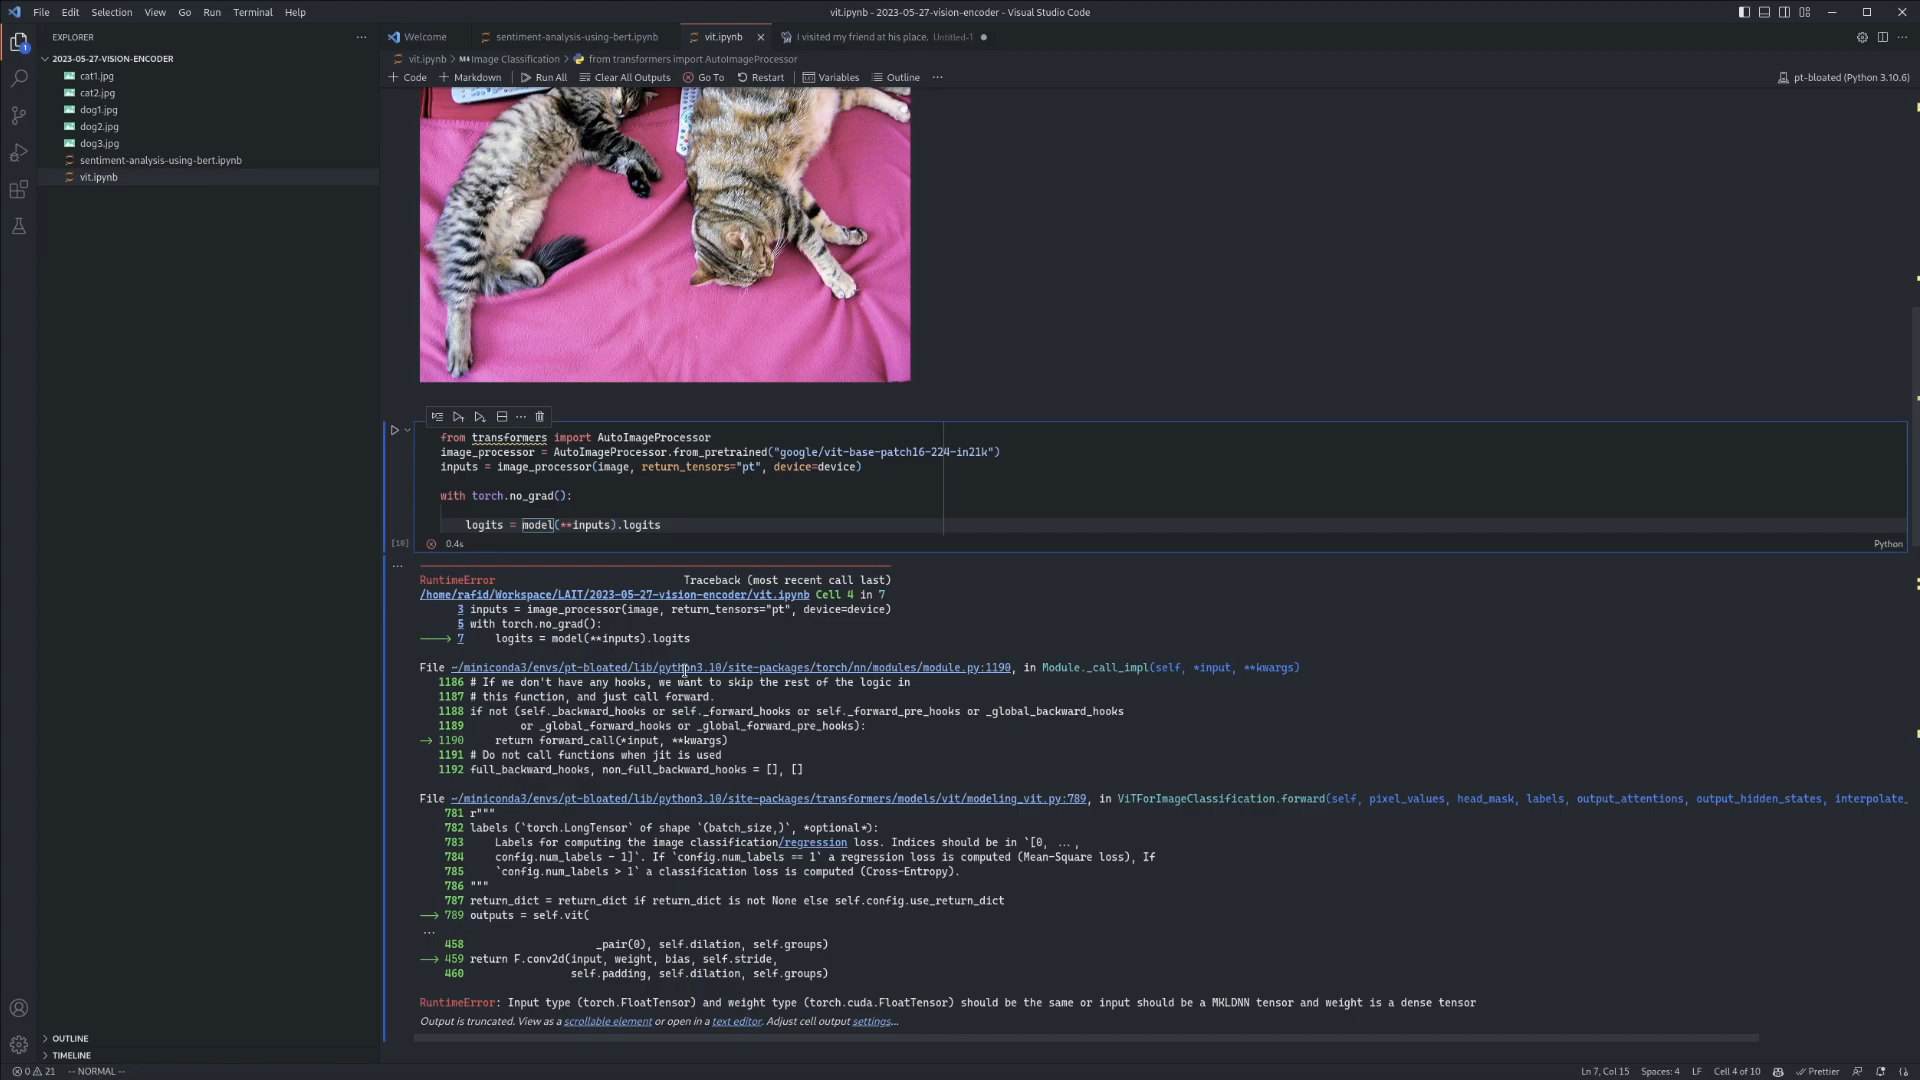 File Edit Selection View Go Run Terminal Help
vit.ipynb - 2023-05-27-vision-encoder - Visual Studio Code
EXPLORER
2023-05-27-VISION-ENCODER
cat1.jpg
cat2.jpg
dog1.jpg
dog2.jpg
dog3.jpg
sentiment-analysis-using-bert.ipynb
vit.ipynb
OUTLINE
TIMELINE
Welcome sentiment-analysis-using-bert.ipynb vit.ipynb I visited my friend at his place. Untitled-1
vit.ipynb > M↓ Image Classification > from transformers import AutoImageProcessor
+ Code + Markdown Run All Clear All Outputs Go To Restart Variables Outline ... pt-bloated (Python 3.10.6)
from transformers import AutoImageProcessor
image_processor = AutoImageProcessor.from_pretrained("google/vit-base-patch16-224-in21k")
inputs = image_processor(image, return_tensors="pt", device=device)
with torch.no_grad():
logits = model(**inputs).logits
[10] 0.4s Python
RuntimeError Traceback (most recent call last)
/home/rafid/Workspace/LAIT/2023-05-27-vision-encoder/vit.ipynb Cell 4 in 7
3 inputs = image_processor(image, return_tensors="pt", device=device)
5 with torch.no_grad():
----> 7 logits = model(**inputs).logits
File ~/miniconda3/envs/pt-bloated/lib/python3.10/site-packages/torch/nn/modules/module.py:1190, in Module._call_impl(self, *input, **kwargs)
1186 # If we don't have any hooks, we want to skip the rest of the logic in
1187 # this function, and just call forward.
1188 if not (self._backward_hooks or self._forward_hooks or self._forward_pre_hooks or _global_backward_hooks
1189 or _global_forward_hooks or _global_forward_pre_hooks):
-> 1190 return forward_call(*input, **kwargs)
1191 # Do not call functions when jit is used
1192 full_backward_hooks, non_full_backward_hooks = [], []
File ~/miniconda3/envs/pt-bloated/lib/python3.10/site-packages/transformers/models/vit/modeling_vit.py:789, in ViTForImageClassification.forward(self, pixel_values, head_mask, labels, output_attentions, output_hidden_states, interpolate_
781 r"""
782 labels (`torch.LongTensor` of shape `(batch_size,)`, *optional*):
783 Labels for computing the image classification/regression loss. Indices should be in `[0, ...,
784 config.num_labels - 1]`. If `config.num_labels == 1` a regression loss is computed (Mean-Square loss), If
785 `config.num_labels > 1` a classification loss is computed (Cross-Entropy).
786 """
787 return_dict = return_dict if return_dict is not None else self.config.use_return_dict
--> 789 outputs = self.vit(
...
458 _pair(0), self.dilation, self.groups)
--> 459 return F.conv2d(input, weight, bias, self.stride,
460 self.padding, self.dilation, self.groups)
RuntimeError: Input type (torch.FloatTensor) and weight type (torch.cuda.FloatTensor) should be the same or input should be a MKLDNN tensor and weight is a dense tensor
Output is truncated. View as a scrollable element or open in a text editor. Adjust cell output settings...
0 21 -- NORMAL -- Ln 7, Col 15 Spaces: 4 LF Cell 4 of 10 Prettier